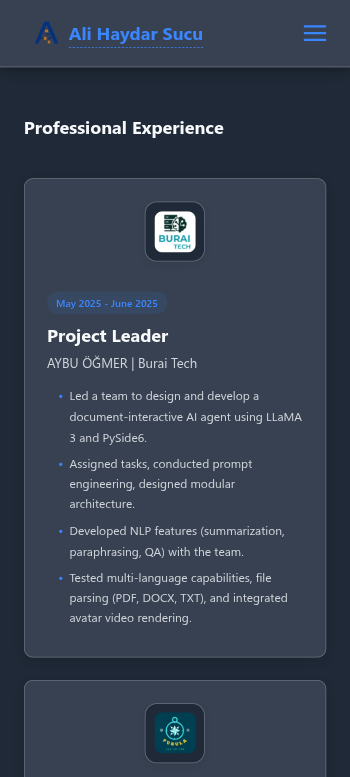 Ali Haydar Sucu
Professional Experience
BURAI
TECH
May 2025 - June 2025
Project Leader
AYBU ÖĞMER | Burai Tech
• Led a team to design and develop a
document-interactive AI agent using LLaMA
3 and PySide6.
• Assigned tasks, conducted prompt
engineering, designed modular
architecture.
• Developed NLP features (summarization,
paraphrasing, QA) with the team.
• Tested multi-language capabilities, file
parsing (PDF, DOCX, TXT), and integrated
avatar video rendering.